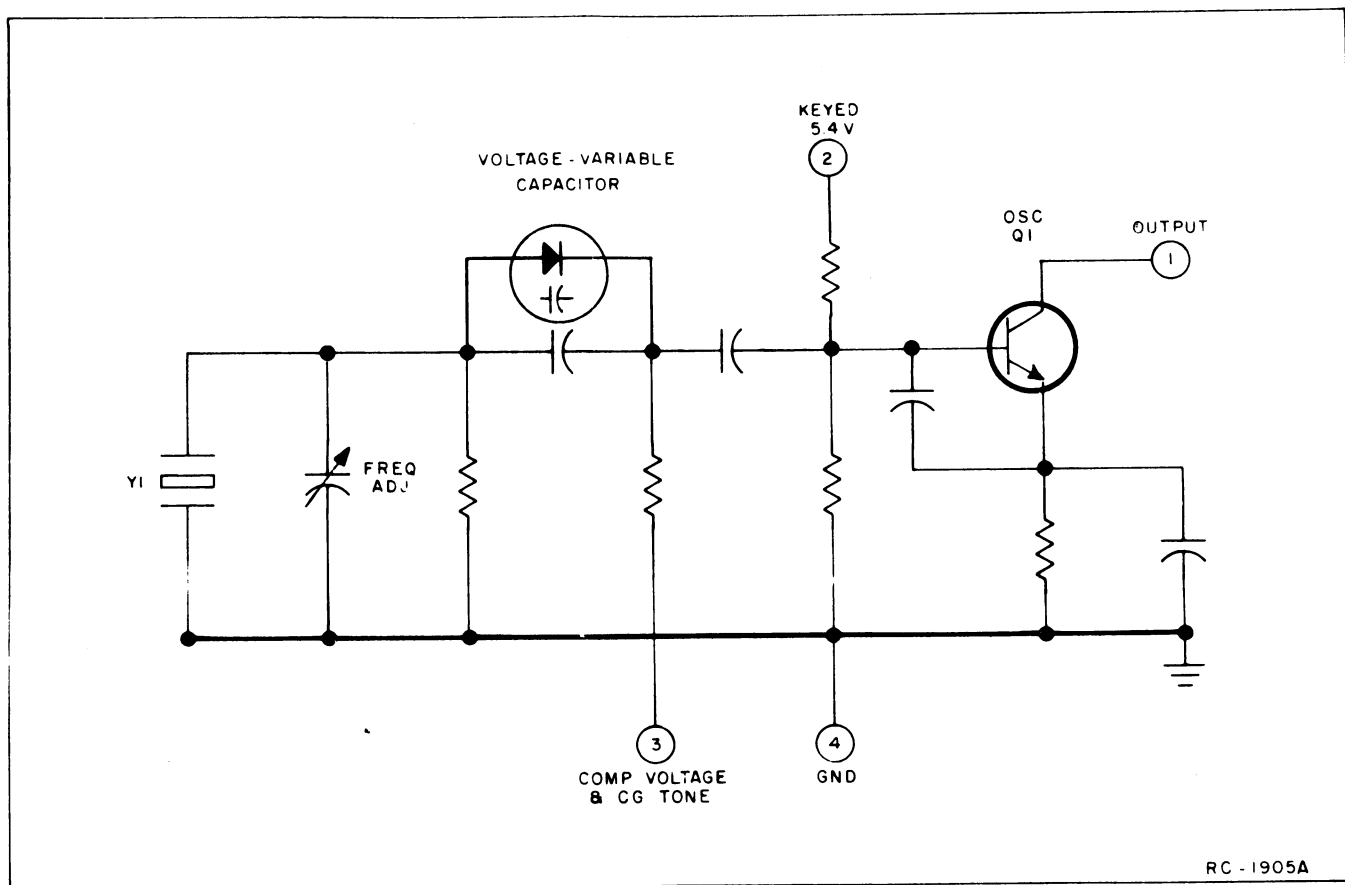 KEYED
5.4 V
2
VOLTAGE - VARIABLE
CAPACITOR
OSC
Q1
OUTPUT
1
Y1
FREQ
ADJ
3
COMP VOLTAGE
& CG TONE
4
GND
RC - 1905A